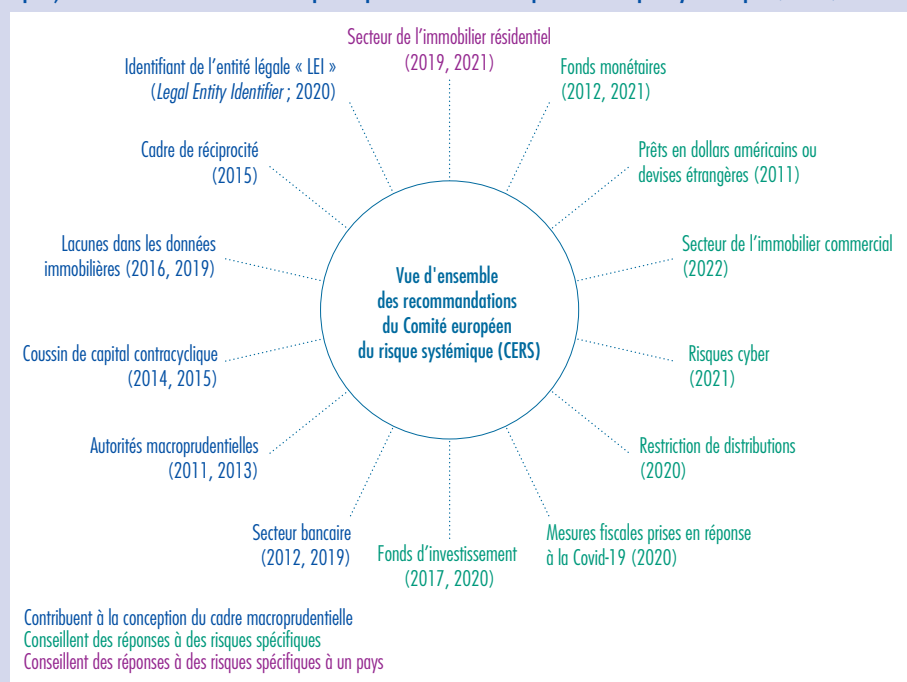 Secteur de l'immobilier résidentiel
(2019, 2021)
Identifiant de l'entité légale « LEI »
(Legal Entity Identifier ; 2020)
Fonds monétaires
(2012, 2021)
Cadre de réciprocité
(2015)
Prêts en dollars américains ou
devises étrangères (2011)
Lacunes dans les données
immobilières (2016, 2019)
Secteur de l'immobilier commercial
(2022)
Vue d'ensemble
des recommandations
du Comité européen
du risque systémique (CERS)
Coussin de capital contracyclique
(2014, 2015)
Risques cyber
(2021)
Autorités macroprudentielles
(2011, 2013)
Restriction de distributions
(2020)
Secteur bancaire
(2012, 2019)
Fonds d'investissement
(2017, 2020)
Mesures fiscales prises en réponse
à la Covid-19 (2020)
Contribuent à la conception du cadre macroprudentielle
Conseillent des réponses à des risques spécifiques
Conseillent des réponses à des risques spécifiques à un pays